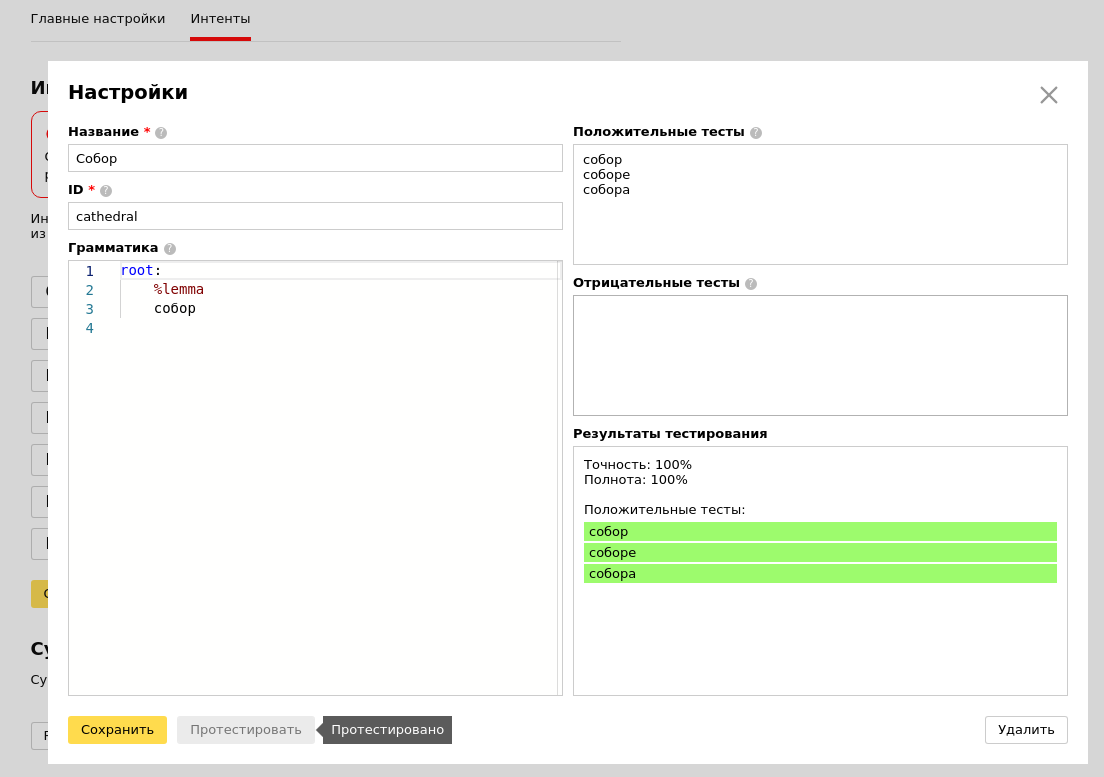 Главные настройки
Интенты
Настройки
Название *
Собор
ID *
cathedral
Грамматика
1 root:
2 %lemma
3 собор
4
Положительные тесты
собор
соборе
собора
Отрицательные тесты
Результаты тестирования
Точность: 100%
Полнота: 100%
Положительные тесты:
собор
соборе
собора
Сохранить
Протестировать
Протестировано
Удалить
из